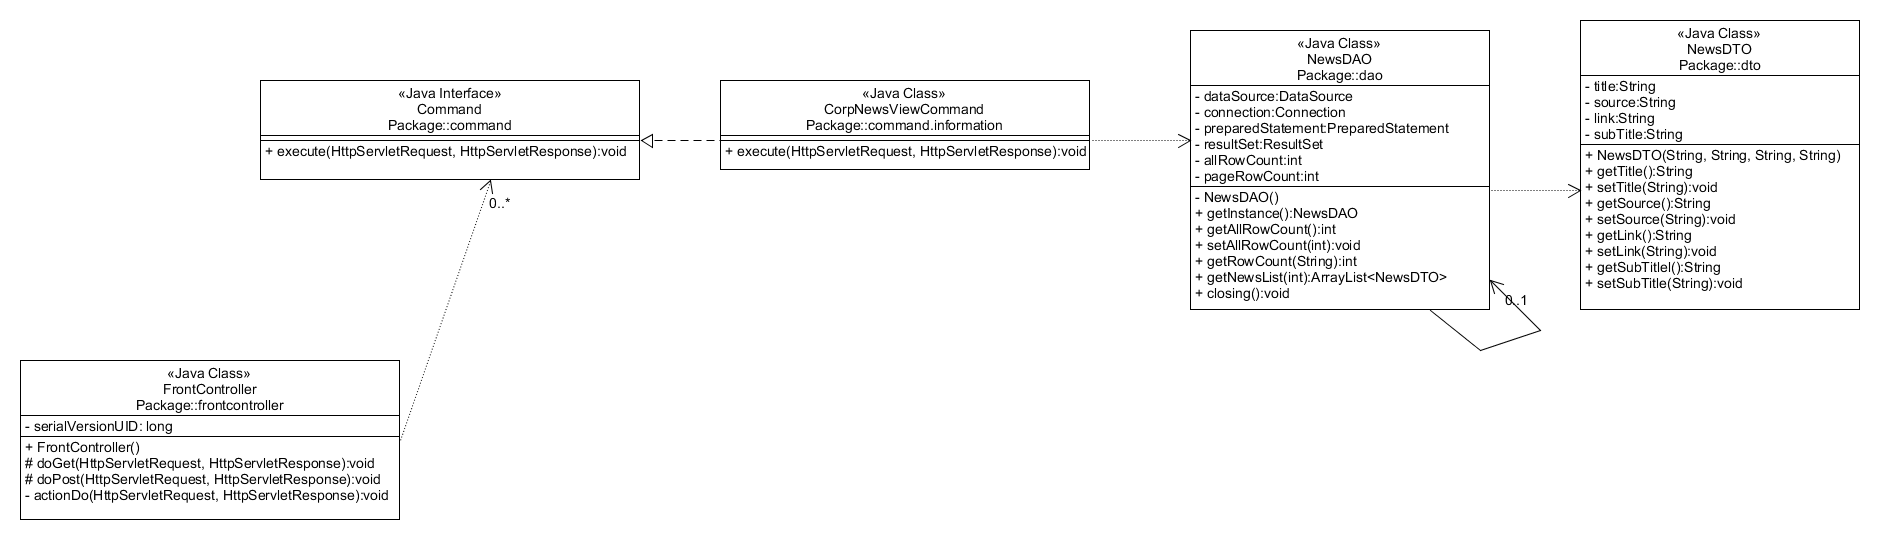 «Java Interface»
Command
Package::command
+ execute(HttpServletRequest, HttpServletResponse):void
0..*
«Java Class»
CorpNewsViewCommand
Package::command.information
+ execute(HttpServletRequest, HttpServletResponse):void
«Java Class»
NewsDAO
Package::dao
- dataSource:DataSource
- connection:Connection
- preparedStatement:PreparedStatement
- resultSet:ResultSet
- allRowCount:int
- pageRowCount:int
- NewsDAO()
+ getInstance():NewsDAO
+ getAllRowCount():int
+ setAllRowCount(int):void
+ getRowCount(String):int
+ getNewsList(int):ArrayList<NewsDTO>
+ closing():void
0..1
«Java Class»
NewsDTO
Package::dto
- title:String
- source:String
- link:String
- subTitle:String
+ NewsDTO(String, String, String, String)
+ getTitle():String
+ setTitle(String):void
+ getSource():String
+ setSource(String):void
+ getLink():String
+ setLink(String):void
+ getSubTitlel():String
+ setSubTitle(String):void
«Java Class»
FrontController
Package::frontcontroller
- serialVersionUID: long
+ FrontController()
# doGet(HttpServletRequest, HttpServletResponse):void
# doPost(HttpServletRequest, HttpServletResponse):void
- actionDo(HttpServletRequest, HttpServletResponse):void